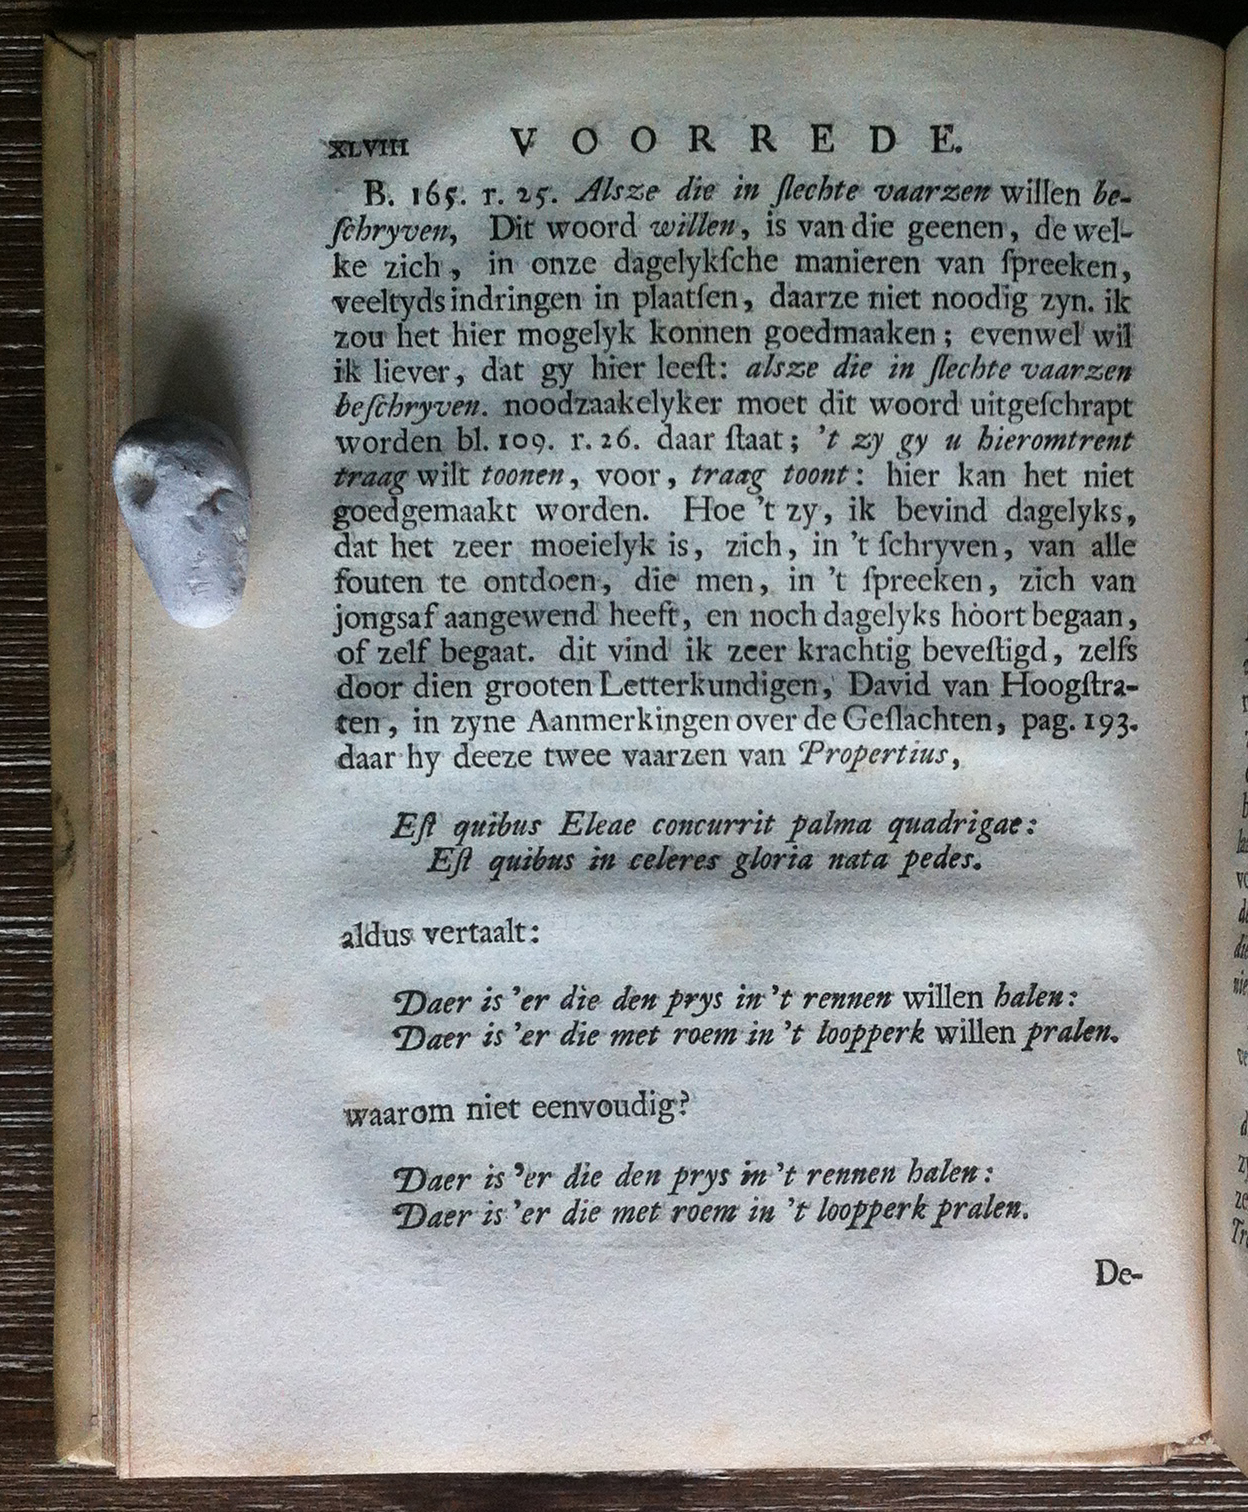 XLVIII VOORREDE.
B. 165. r. 25. Alsze die in ſlechte vaarzen willen be-
ſchryven, Dit woord willen, is van die geenen, de wel-
ke zich, in onze dagelykſche manieren van ſpreeken,
veeltyds indringen in plaatſen, daarze niet noodig zyn. ik
zou het hier mogelyk konnen goedmaaken; evenwel wil
ik liever, dat gy hier leeſt: alsze die in ſlechte vaarzen
beſchryven. noodzaakelyker moet dit woord uitgeſchrapt
worden bl. 109. r. 26. daar ſtaat; 't zy gy u hieromtrent
traag wilt toonen, voor, traag toont: hier kan het niet
goedgemaakt worden. Hoe 't zy, ik bevind dagelyks,
dat het zeer moeielyk is, zich, in 't ſchryven, van alle
fouten te ontdoen, die men, in 't ſpreeken, zich van
jongsaf aangewend heeft, en noch dagelyks hoort begaan,
of zelf begaat. dit vind ik zeer krachtig beveſtigd, zelfs
door dien grooten Letterkundigen, David van Hoogſtra-
ten, in zyne Aanmerkingen over de Geſlachten, pag. 193.
daar hy deeze twee vaarzen van Propertius,
Eſt quibus Eleae concurrit palma quadrigae:
Eſt quibus in celeres gloria nata pedes.
aldus vertaalt:
Daer is 'er die den prys in 't rennen willen halen:
Daer is 'er die met roem in 't loopperk willen pralen.
waarom niet eenvoudig?
Daer is 'er die den prys in 't rennen halen:
Daer is 'er die met roem in 't loopperk pralen.
De-